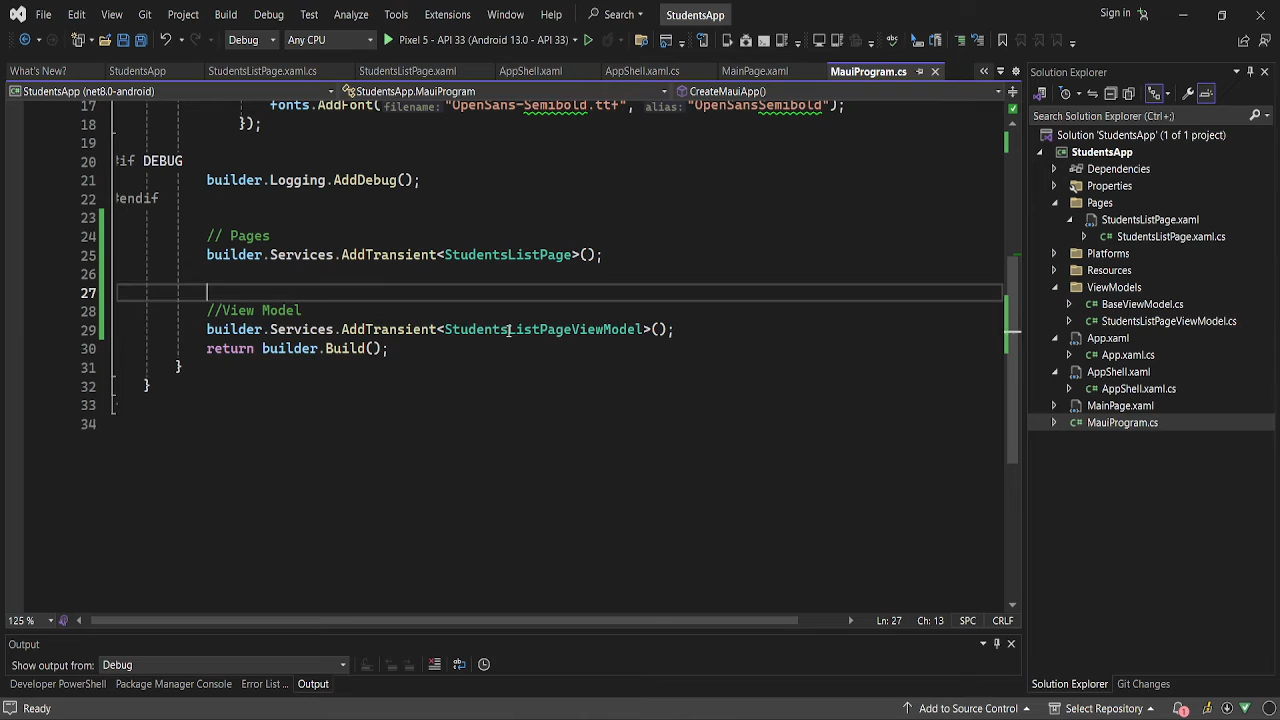 File Edit View Git Project Build Debug Test Analyze Tools Extensions Window Help Search StudentsApp Sign in
Debug Any CPU Pixel 5 - API 33 (Android 13.0 - API 33)
What's New? StudentsApp StudentsListPage.xaml.cs StudentsListPage.xaml AppShell.xaml AppShell.xaml.cs MainPage.xaml MauiProgram.cs
StudentsApp (net8.0-android) StudentsApp.MauiProgram CreateMauiApp()
17 fonts.AddFont(filename: "OpenSans-Semibold.ttf", alias: "OpenSansSemibold");
18 });
19
20 #if DEBUG
21 builder.Logging.AddDebug();
22 #endif
23
24 // Pages
25 builder.Services.AddTransient<StudentsListPage>();
26
27
28 //View Model
29 builder.Services.AddTransient<StudentsListPageViewModel>();
30 return builder.Build();
31 }
32 }
33
34
125 % Ln: 27 Ch: 13 SPC CRLF
Output
Show output from: Debug
Developer PowerShell Package Manager Console Error List ... Output
Solution Explorer
Search Solution Explorer (Ctrl+;)
Solution 'StudentsApp' (1 of 1 project)
StudentsApp
Dependencies
Properties
Pages
StudentsListPage.xaml
StudentsListPage.xaml.cs
Platforms
Resources
ViewModels
BaseViewModel.cs
StudentsListPageViewModel.cs
App.xaml
App.xaml.cs
AppShell.xaml
AppShell.xaml.cs
MainPage.xaml
MauiProgram.cs
Solution Explorer Git Changes
Ready Add to Source Control Select Repository 1